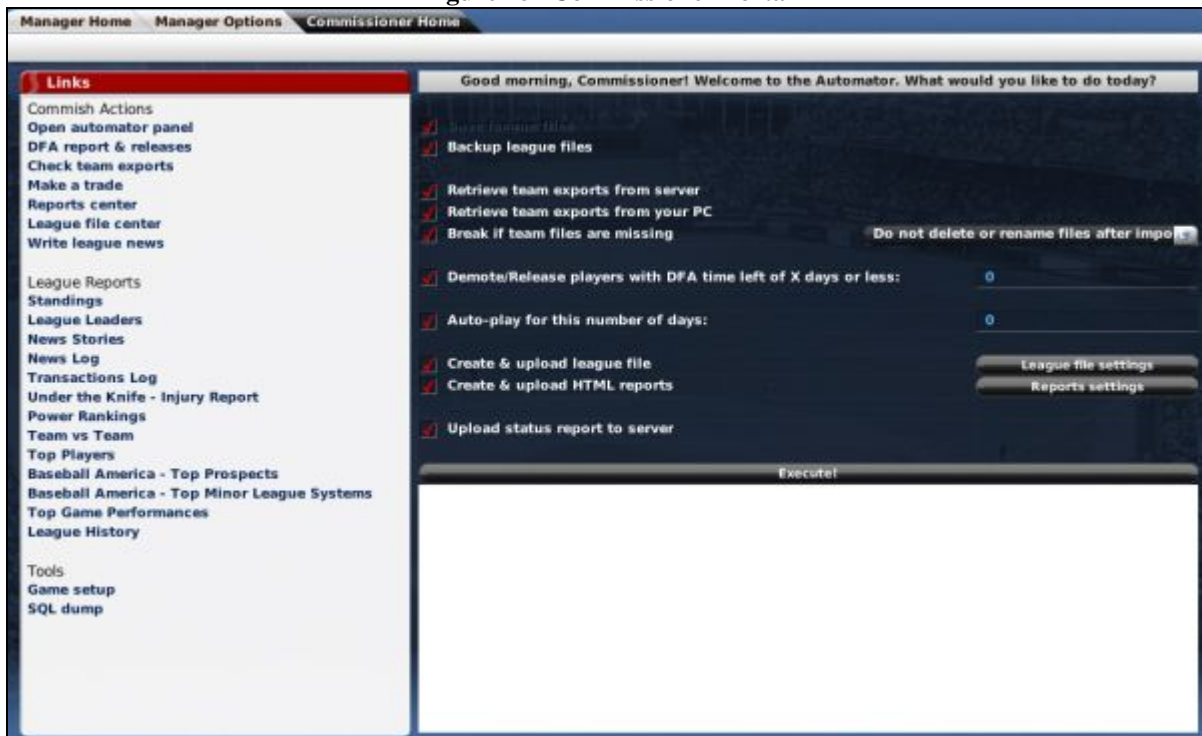 Manager Home Manager Options Commissioner Home
Links
Commish Actions
Open automator panel
DFA report & releases
Check team exports
Make a trade
Reports center
League file center
Write league news
League Reports
Standings
League Leaders
News Stories
News Log
Transactions Log
Under the Knife - Injury Report
Power Rankings
Team vs Team
Top Players
Baseball America - Top Prospects
Baseball America - Top Minor League Systems
Top Game Performances
League History
Tools
Game setup
SQL dump
Good morning, Commissioner! Welcome to the Automator. What would you like to do today?
Save league files
Backup league files
Retrieve team exports from server
Retrieve team exports from your PC
Break if team files are missing Do not delete or rename files after impo
Demote/Release players with DFA time left of X days or less: 0
Auto-play for this number of days: 0
Create & upload league file League file settings
Create & upload HTML reports Reports settings
Upload status report to server
Execute!